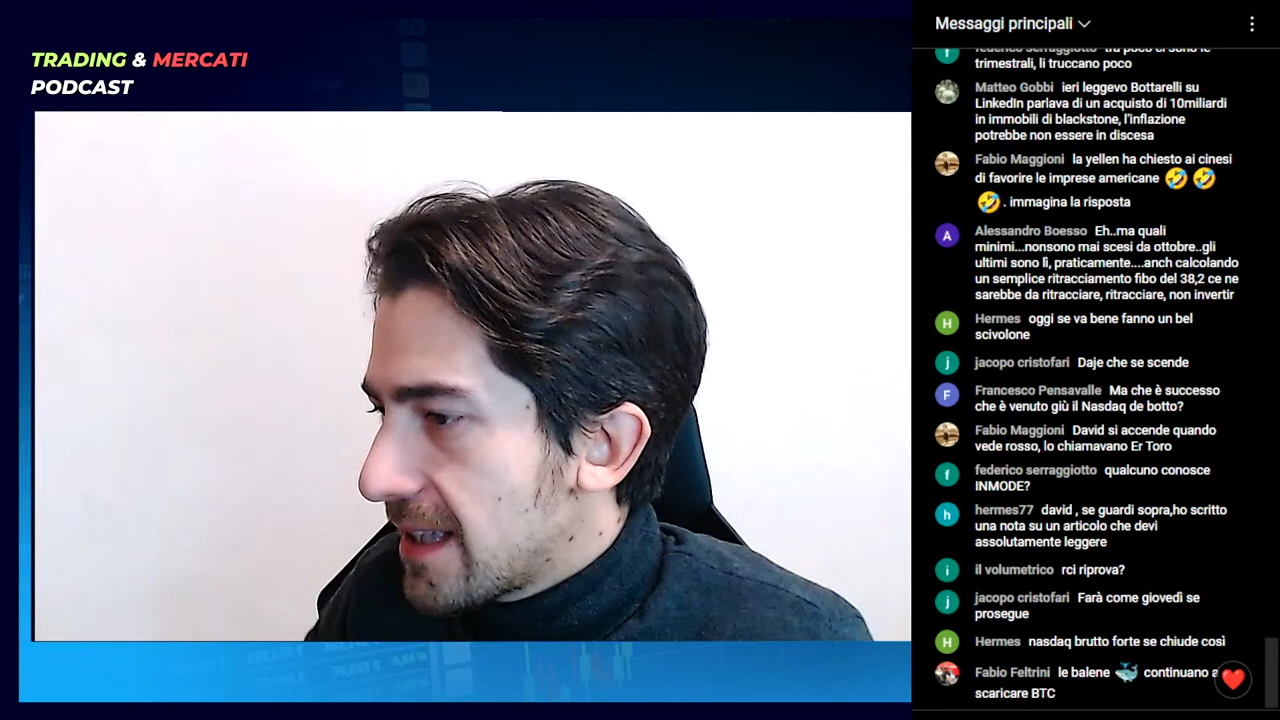 TRADING & MERCATI
PODCAST
Messaggi principali
federico serraggiotto tra poco ci sono le
trimestrali, li truccano poco
Matteo Gobbi ieri leggevo Bottarelli su
LinkedIn parlava di un acquisto di 10miliardi
in immobili di blackstone, l'inflazione
potrebbe non essere in discesa
Fabio Maggioni la yellen ha chiesto ai cinesi
di favorire le imprese americane 🤣 🤣
🤣. immagina la risposta
A
Alessandro Boesso Eh..ma quali
minimi...nonsono mai scesi da ottobre..gli
ultimi sono lì, praticamente....anch calcolando
un semplice ritracciamento fibo del 38,2 ce ne
sarebbe da ritracciare, ritracciare, non invertir
H
Hermes oggi se va bene fanno un bel
scivolone
j
jacopo cristofari Daje che se scende
F
Francesco Pensavalle Ma che è successo
che è venuto giù il Nasdaq de botto?
Fabio Maggioni David si accende quando
vede rosso, lo chiamavano Er Toro
f
federico serraggiotto qualcuno conosce
INMODE?
h
hermes77 david , se guardi sopra,ho scritto
una nota su un articolo che devi
assolutamente leggere
i
il volumetrico rci riprova?
j
jacopo cristofari Farà come giovedì se
prosegue
H
Hermes nasdaq brutto forte se chiude così
Fabio Feltrini le balene 🐳 continuano a
scaricare BTC